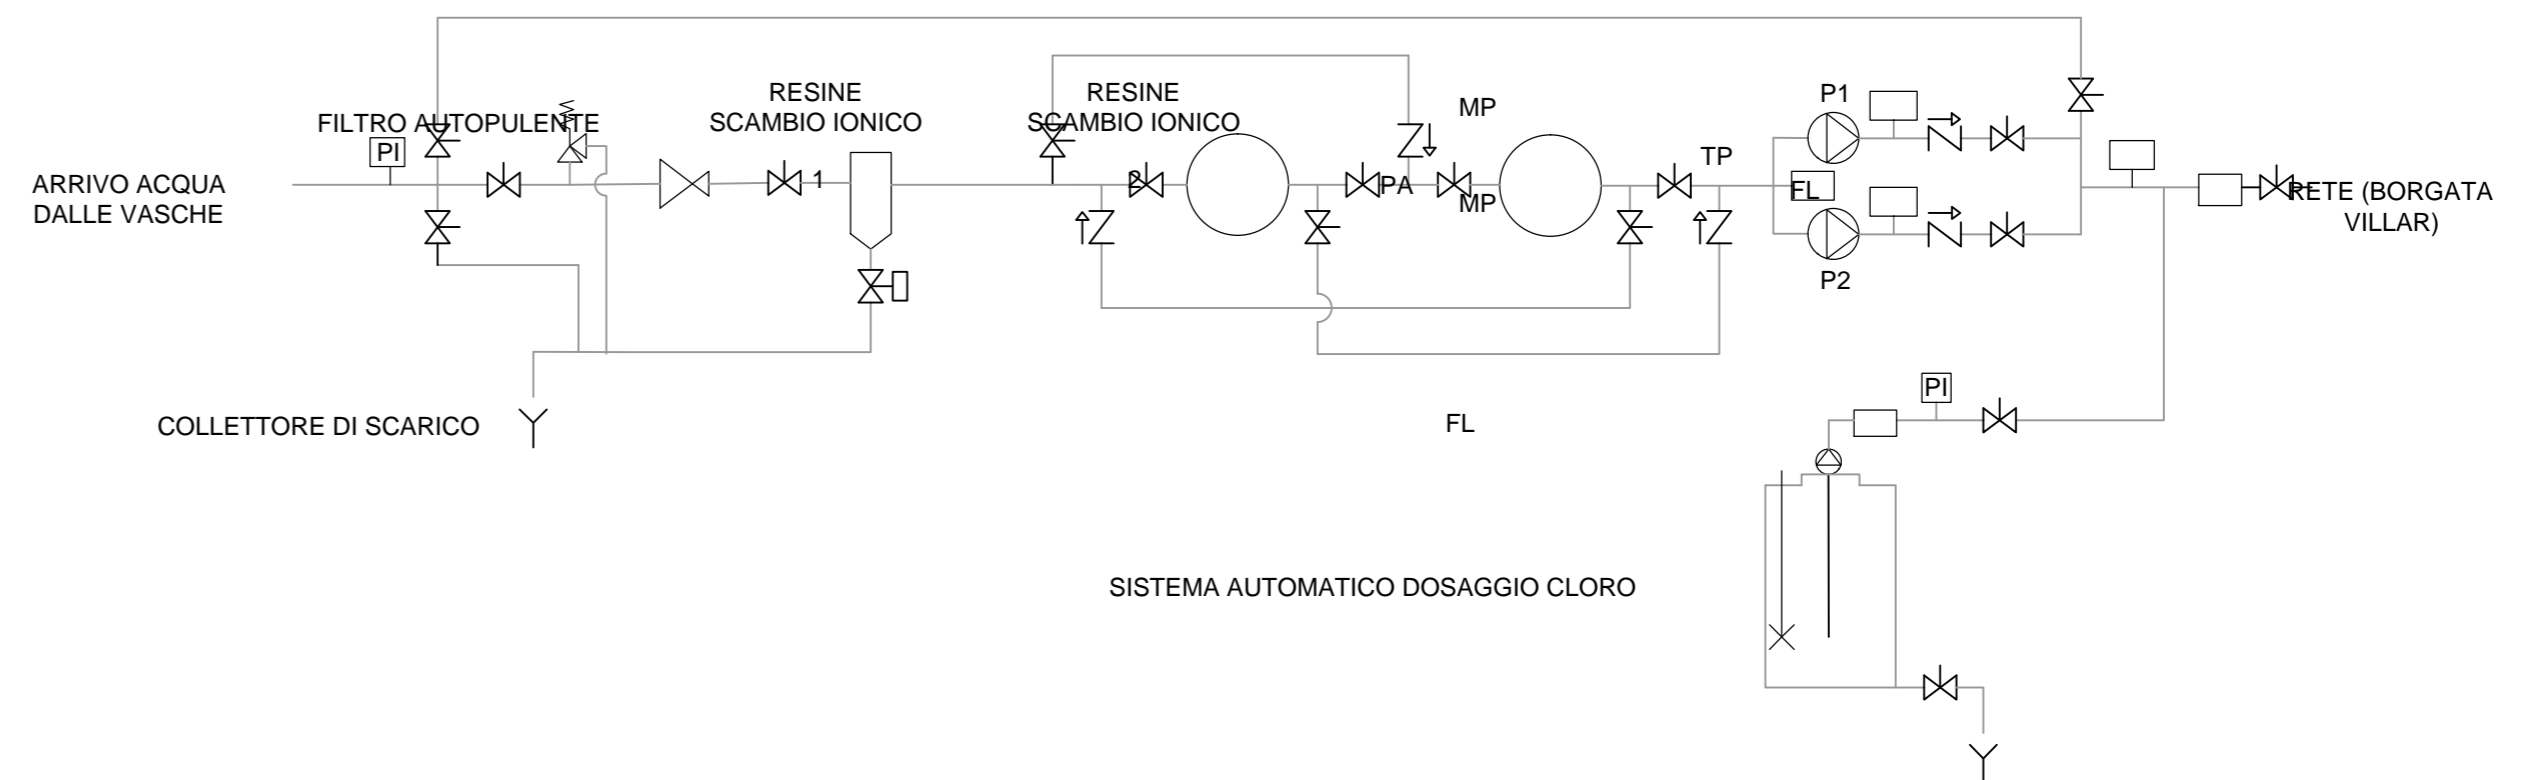 RESINE
SCAMBIO IONICO
RESINE
SCAMBIO IONICO
MP
P1
FILTRO AUTOPULENTE
PI
ARRIVO ACQUA
DALLE VASCHE
1
2
PA
MP
TP
FL
RETE (BORGATA
VILLAR)
P2
PI
COLLETTORE DI SCARICO
FL
SISTEMA AUTOMATICO DOSAGGIO CLORO